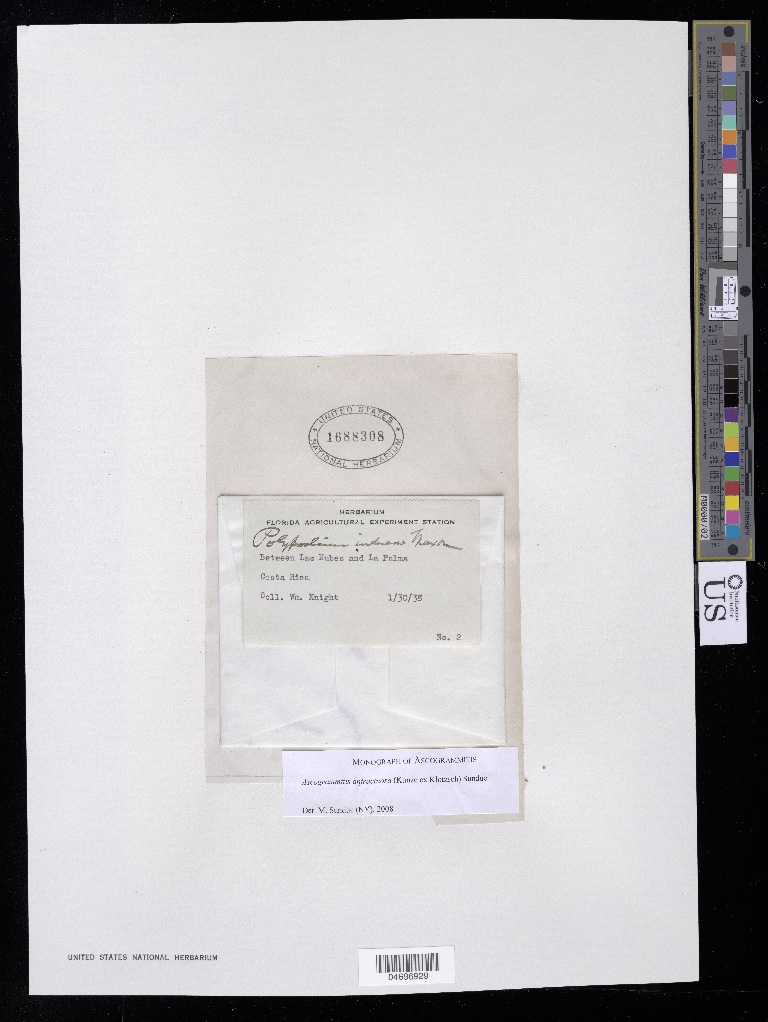 UNITED STATES
1688308
NATIONAL HERBARIUM
HERBARIUM
FLORIDA AGRICULTURAL EXPERIMENT STATION
Polypodium Maxon
Between Las Nubes and La Palma
Costa Rica
Coll. Wm. Knight 1/30/38
No. 2
MONOGRAPH OF ASCOGRAMMITIS
Ascogrammitis anfractuosa (Kunze ex Klotzsch) Sundue
Det. M. Sundue (NY), 2008
UNITED STATES NATIONAL HERBARIUM
04696929
inches
centimeters
US
Smithsonian
Institution